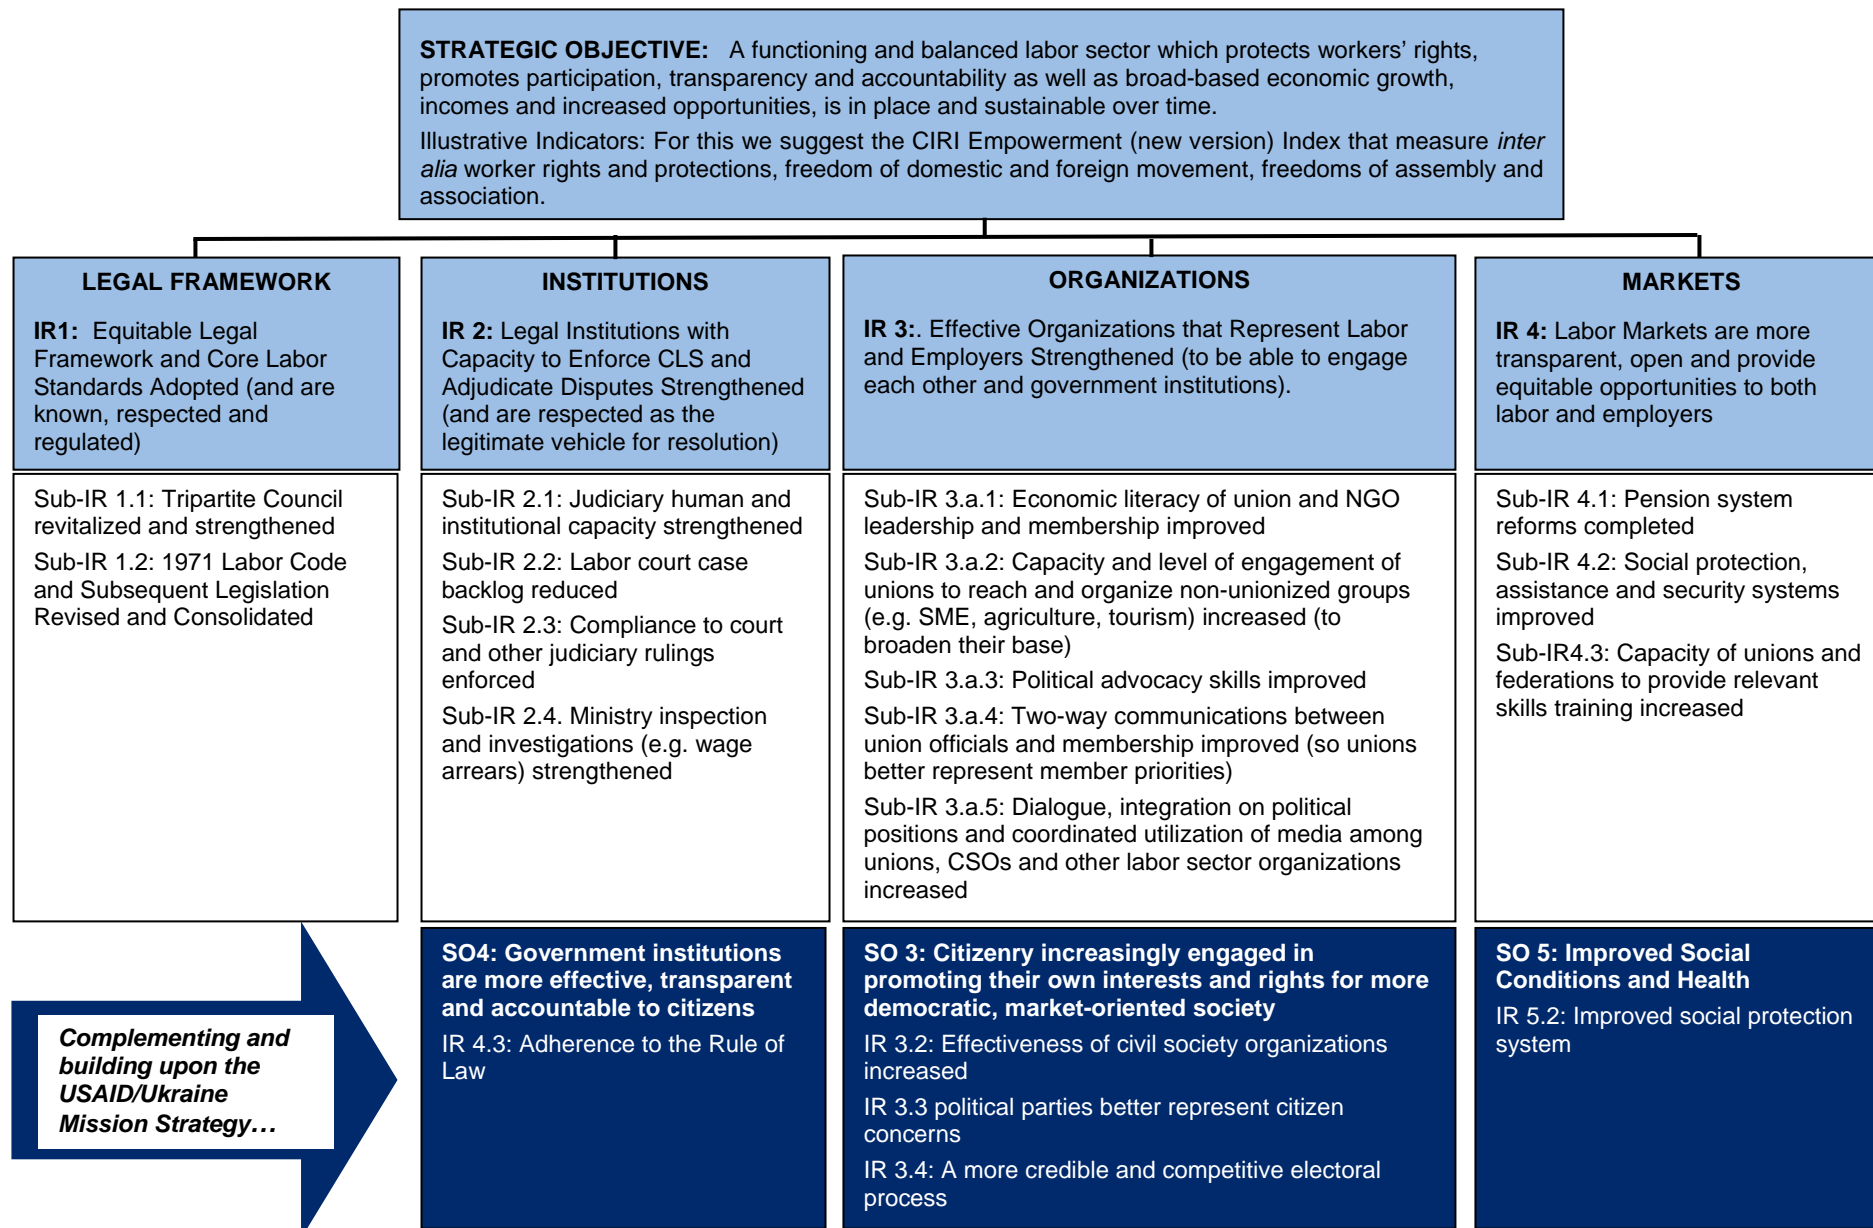 STRATEGIC OBJECTIVE: A functioning and balanced labor sector which protects workers' rights,
promotes participation, transparency and accountability as well as broad-based economic growth,
incomes and increased opportunities, is in place and sustainable over time.
Illustrative Indicators: For this we suggest the CIRI Empowerment (new version) Index that measure inter
alia worker rights and protections, freedom of domestic and foreign movement, freedoms of assembly and
association.
LEGAL FRAMEWORK
IR1: Equitable Legal
Framework and Core Labor
Standards Adopted (and are
known, respected and
regulated)
Sub-IR 1.1: Tripartite Council
revitalized and strengthened
Sub-IR 1.2: 1971 Labor Code
and Subsequent Legislation
Revised and Consolidated
INSTITUTIONS
IR 2: Legal Institutions with
Capacity to Enforce CLS and
Adjudicate Disputes Strengthened
(and are respected as the
legitimate vehicle for resolution)
Sub-IR 2.1: Judiciary human and
institutional capacity strengthened
Sub-IR 2.2: Labor court case
backlog reduced
Sub-IR 2.3: Compliance to court
and other judiciary rulings
enforced
Sub-IR 2.4. Ministry inspection
and investigations (e.g. wage
arrears) strengthened
ORGANIZATIONS
IR 3:. Effective Organizations that Represent Labor
and Employers Strengthened (to be able to engage
each other and government institutions).
Sub-IR 3.a.1: Economic literacy of union and NGO
leadership and membership improved
Sub-IR 3.a.2: Capacity and level of engagement of
unions to reach and organize non-unionized groups
(e.g. SME, agriculture, tourism) increased (to
broaden their base)
Sub-IR 3.a.3: Political advocacy skills improved
Sub-IR 3.a.4: Two-way communications between
union officials and membership improved (so unions
better represent member priorities)
Sub-IR 3.a.5: Dialogue, integration on political
positions and coordinated utilization of media among
unions, CSOs and other labor sector organizations
increased
MARKETS
IR 4: Labor Markets are more
transparent, open and provide
equitable opportunities to both
labor and employers
Sub-IR 4.1: Pension system
reforms completed
Sub-IR 4.2: Social protection,
assistance and security systems
improved
Sub-IR4.3: Capacity of unions and
federations to provide relevant
skills training increased
Complementing and
building upon the
USAID/Ukraine
Mission Strategy…
SO4: Government institutions
are more effective, transparent
and accountable to citizens
IR 4.3: Adherence to the Rule of
Law
SO 3: Citizenry increasingly engaged in
promoting their own interests and rights for more
democratic, market-oriented society
IR 3.2: Effectiveness of civil society organizations
increased
IR 3.3 political parties better represent citizen
concerns
IR 3.4: A more credible and competitive electoral
process
SO 5: Improved Social
Conditions and Health
IR 5.2: Improved social protection
system